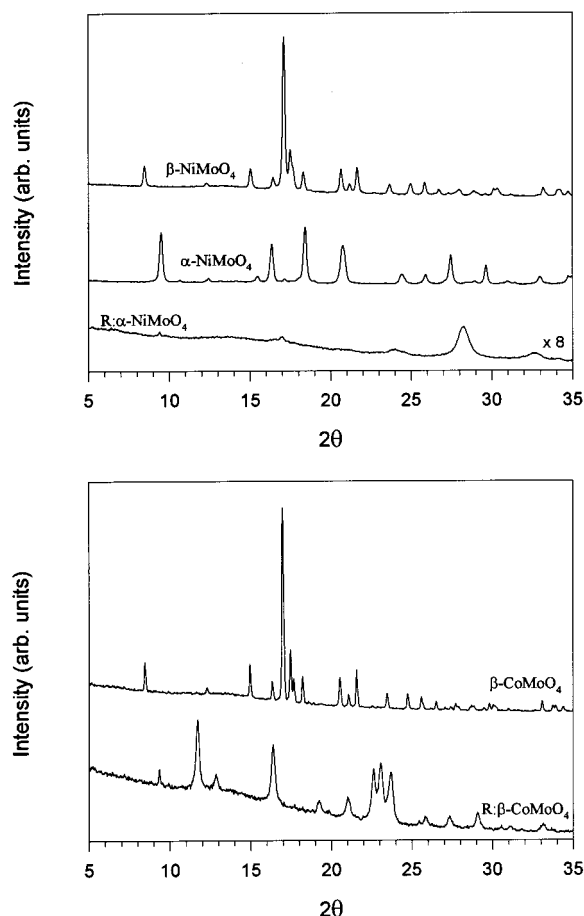 Intensity (arb. units)
β-NiMoO₄
α-NiMoO₄
R:α-NiMoO₄
x 8
5 10 15 20 25 30 35
2θ
Intensity (arb. units)
β-CoMoO₄
R:β-CoMoO₄
5 10 15 20 25 30 35
2θ